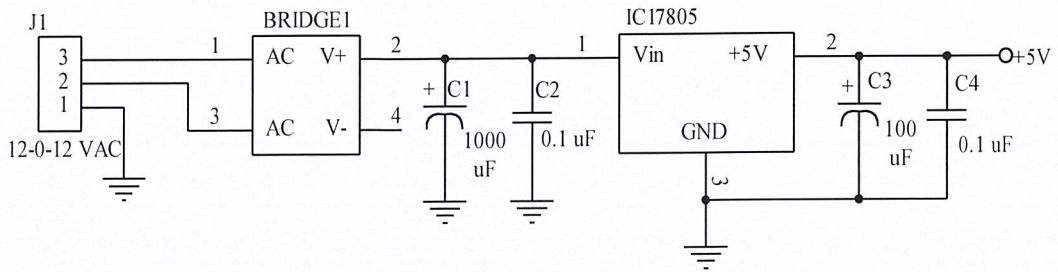 J1
3
2
1
12-0-12 VAC
1
3
BRIDGE1
AC V+
AC V-
2
4
+ C1
1000
uF
C2
0.1 uF
IC17805
1
Vin +5V
GND
3
2
+ C3
100
uF
C4
0.1 uF
+5V